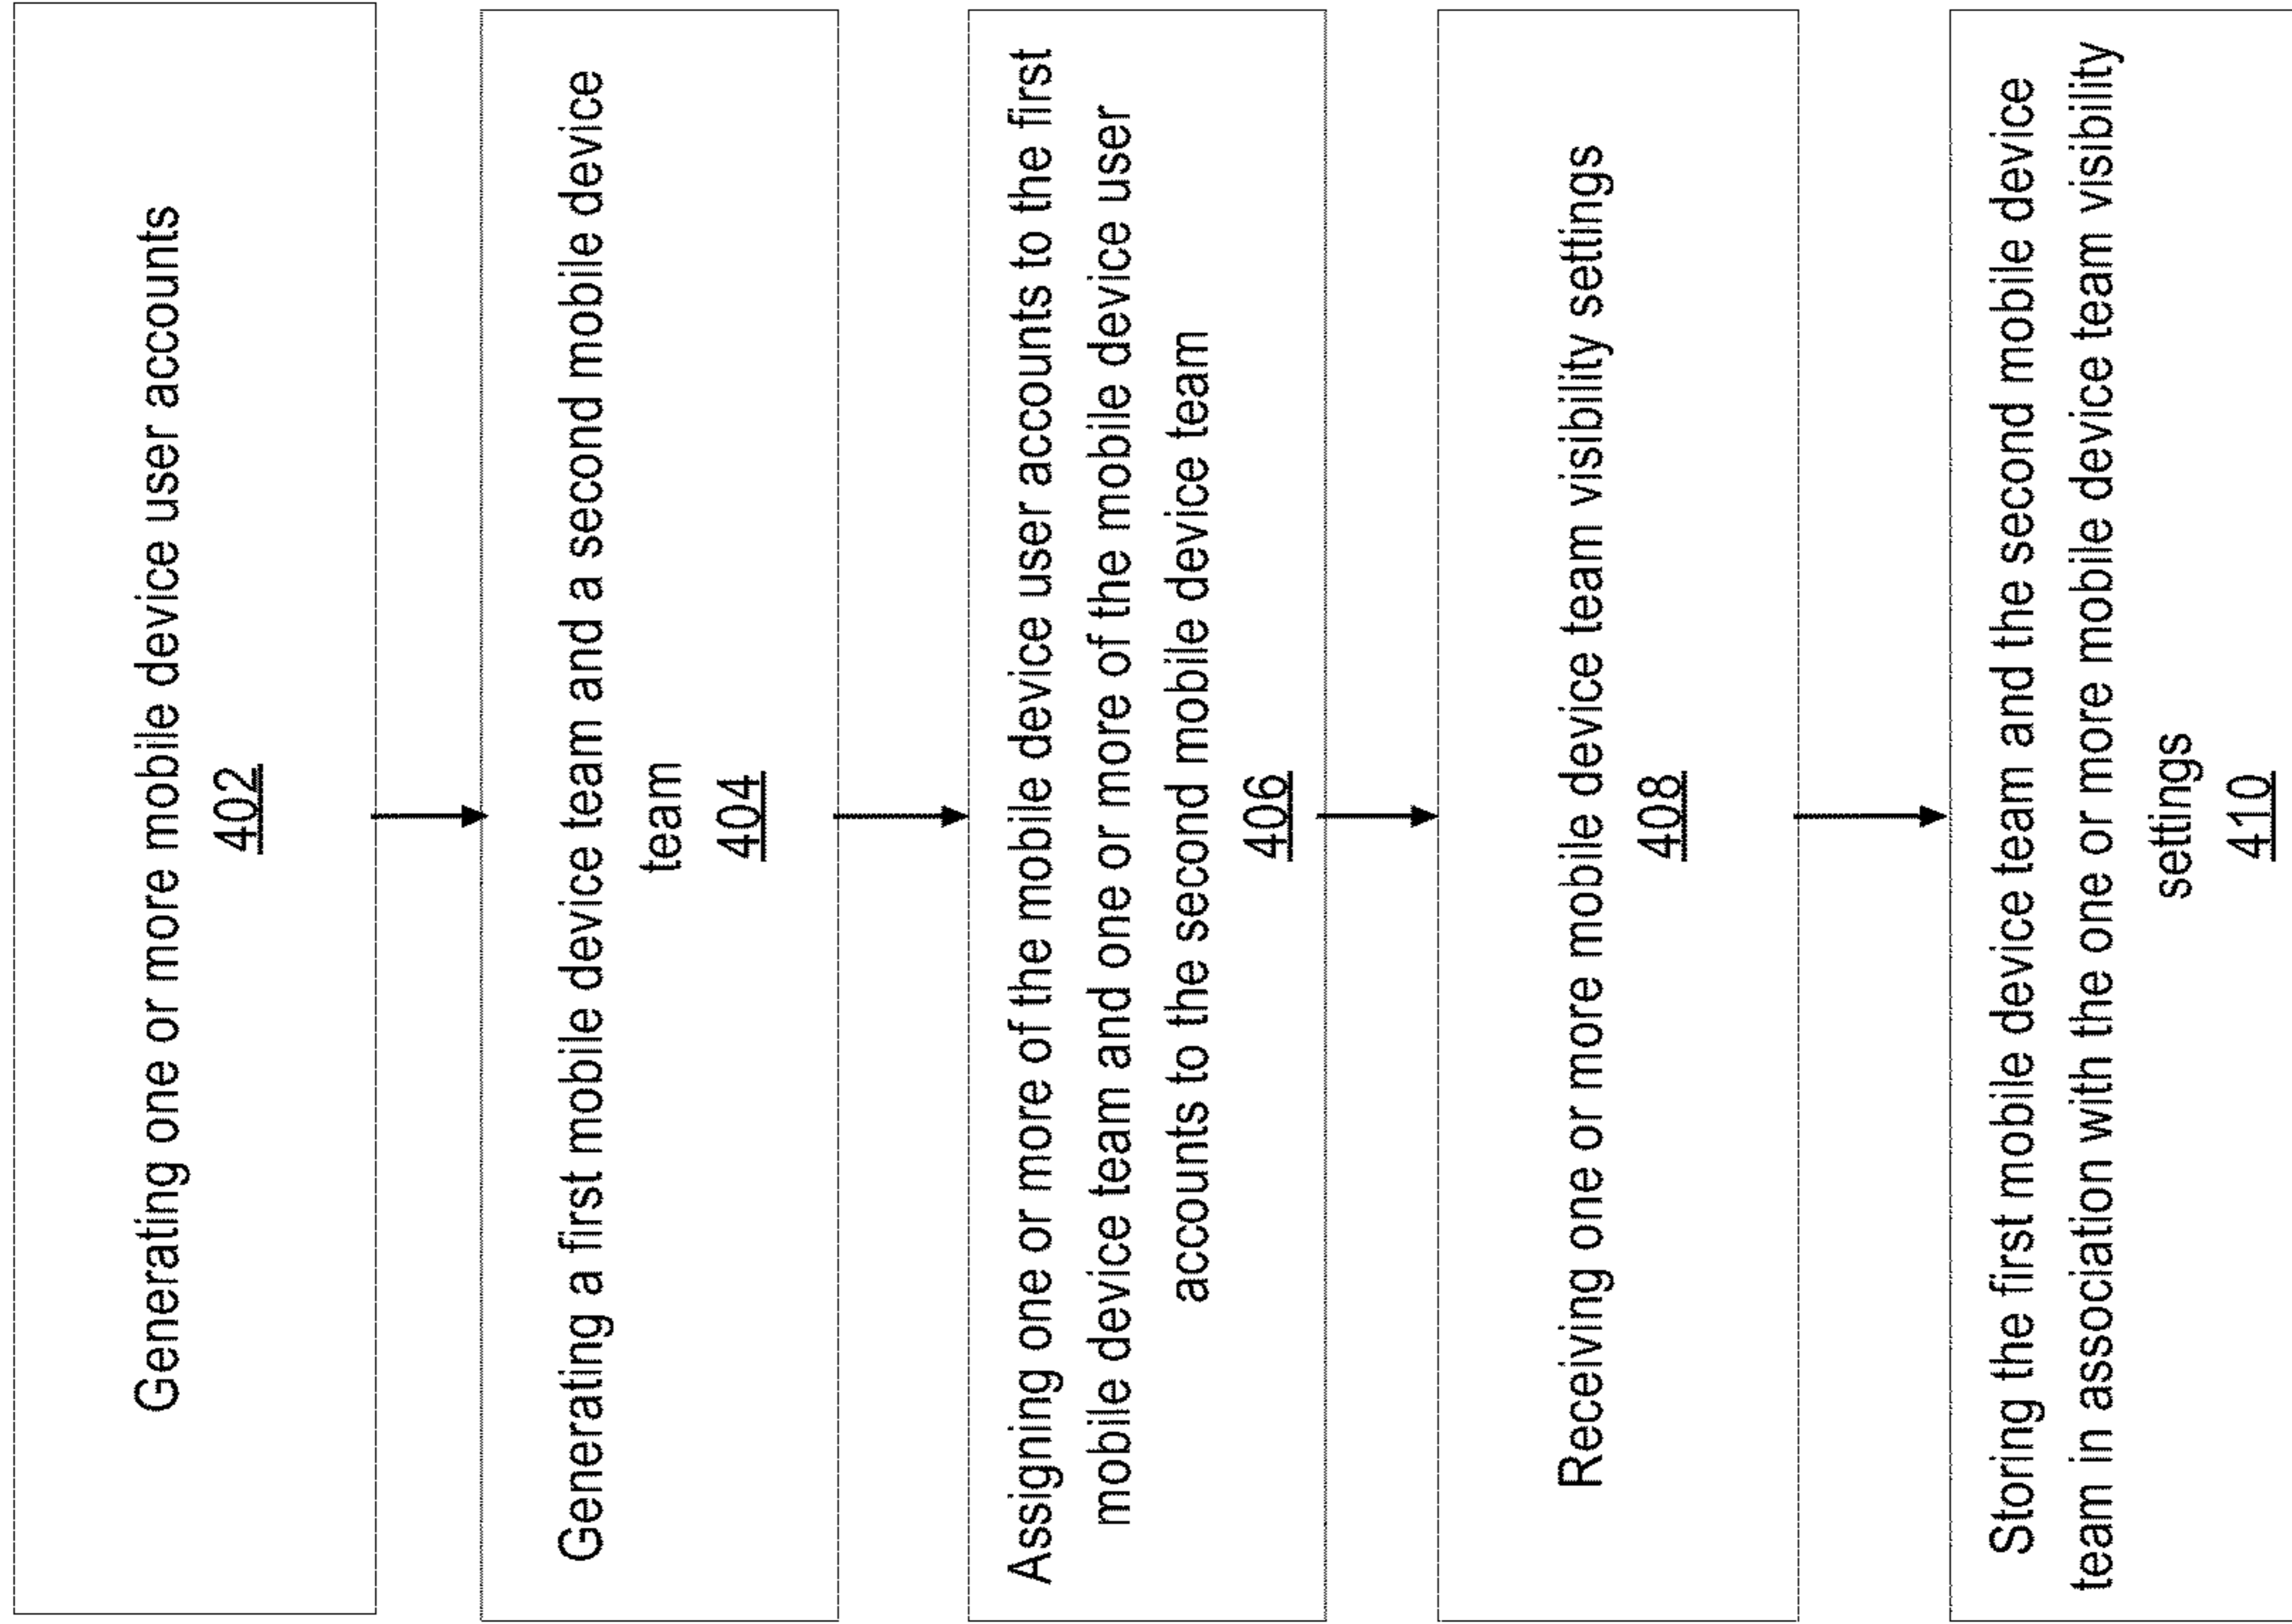 Generating one or more mobile device user accounts
402
Generating a first mobile device team and a second mobile device
team
404
Assigning one or more of the mobile device user accounts to the first
mobile device team and one or more of the mobile device user
accounts to the second mobile device team
406
Receiving one or more mobile device team visibility settings
408
Storing the first mobile device team and the second mobile device
team in association with the one or more mobile device team visibility
settings
410